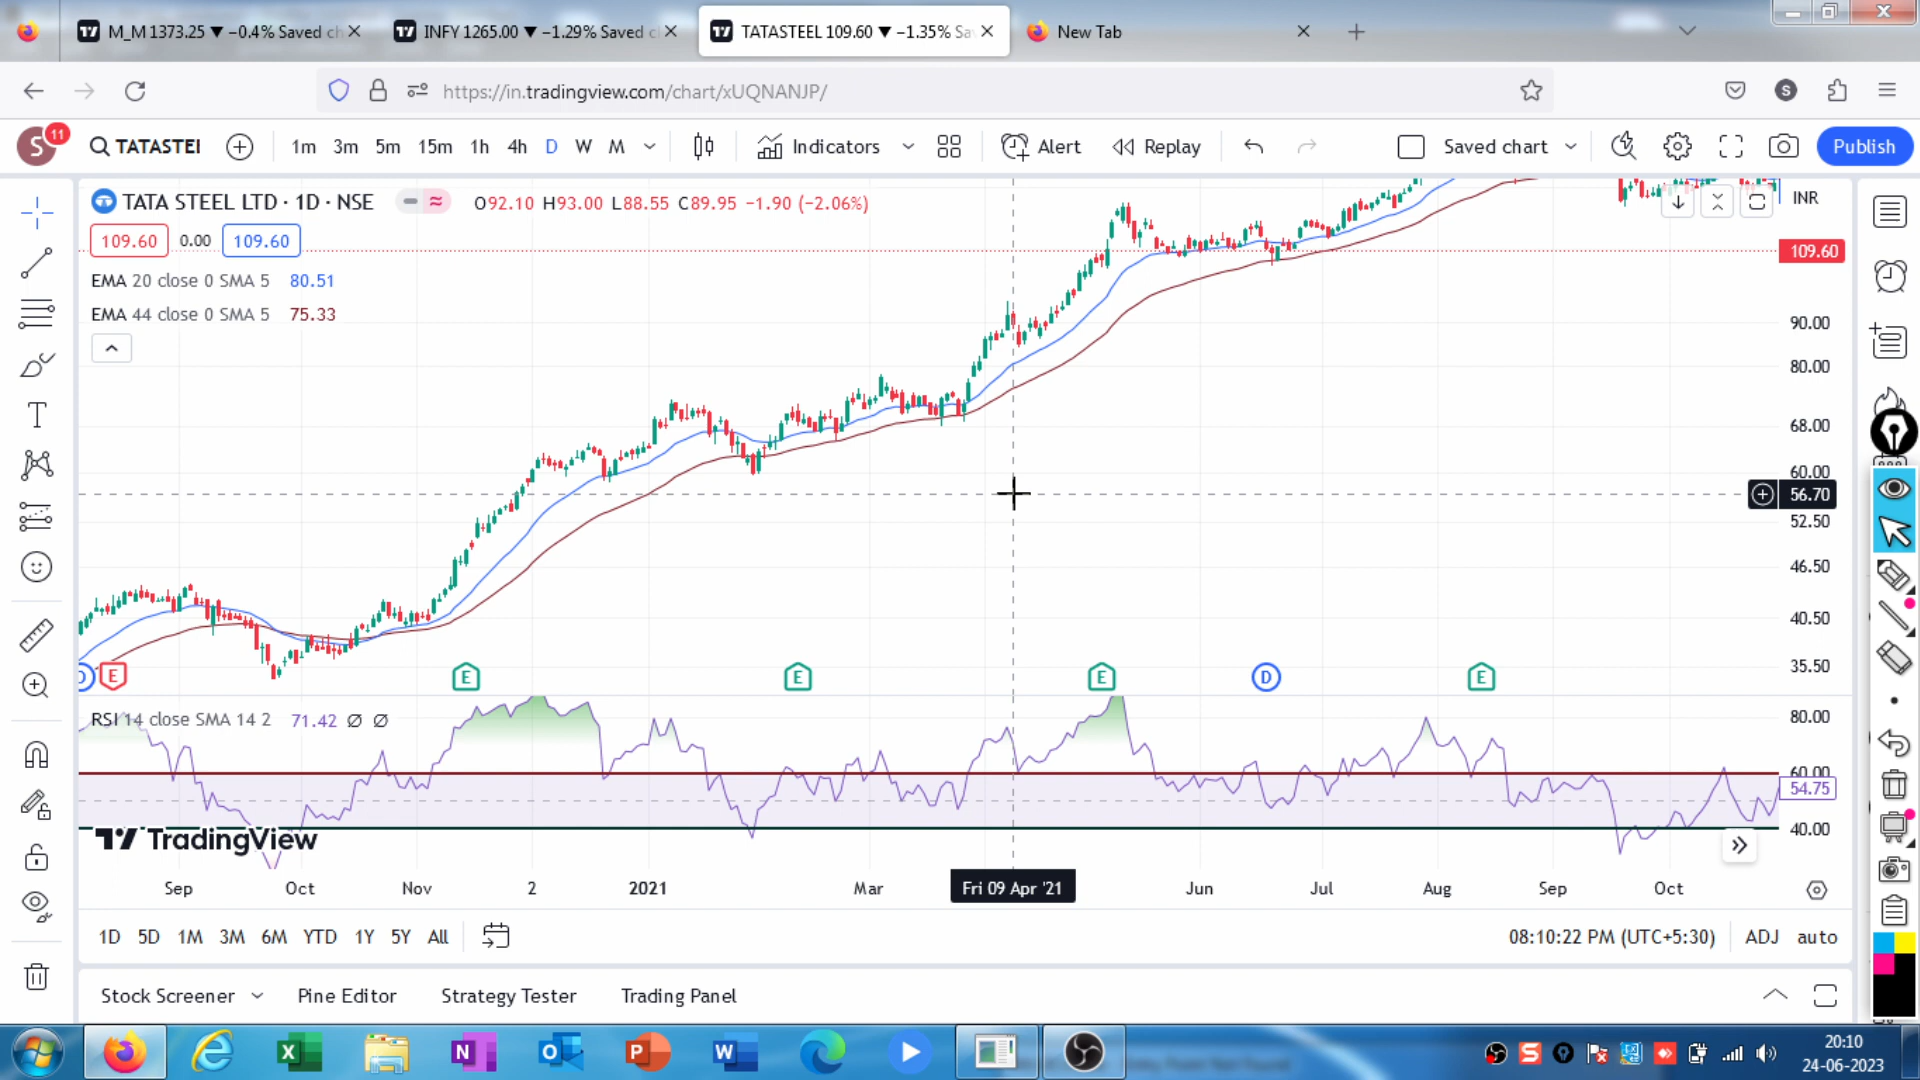 M_M 1373.25 ▼ −0.4% Saved ch
INFY 1265.00 ▼ −1.29% Saved c
TATASTEEL 109.60 ▼ −1.35% Sa
New Tab
https://in.tradingview.com/chart/xUQNANJP/
S
S 11
TATASTEI
1m 3m 5m 15m 1h 4h D W M
Indicators
Alert
Replay
Saved chart
Publish
TATA STEEL LTD · 1D · NSE
O92.10 H93.00 L88.55 C89.95 −1.90 (−2.06%)
INR
109.60 0.00 109.60
109.60
EMA 20 close 0 SMA 5 80.51
EMA 44 close 0 SMA 5 75.33
90.00
80.00
68.00
60.00
56.70
52.50
46.50
40.50
35.50
D E E E E D E
RSI 14 close SMA 14 2 71.42 Ø Ø
80.00
60.00
54.75
40.00
TradingView
Sep Oct Nov 2 2021 Mar Fri 09 Apr '21 Jun Jul Aug Sep Oct
1D 5D 1M 3M 6M YTD 1Y 5Y All
08:10:22 PM (UTC+5:30) ADJ auto
Stock Screener Pine Editor Strategy Tester Trading Panel
20:10
24-06-2023